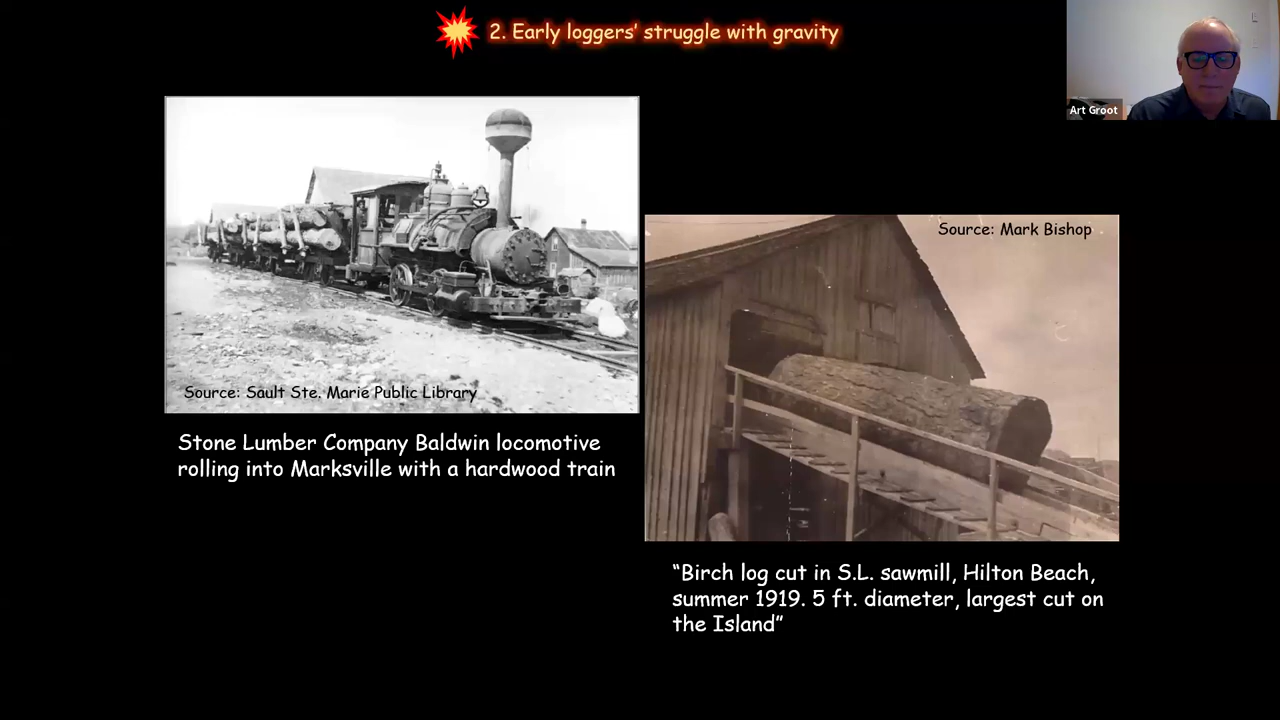 2. Early loggers’ struggle with gravity
Art Groot
Source: Mark Bishop
Source: Sault Ste. Marie Public Library
Stone Lumber Company Baldwin locomotive
rolling into Marksville with a hardwood train
“Birch log cut in S.L. sawmill, Hilton Beach,
summer 1919. 5 ft. diameter, largest cut on
the Island”